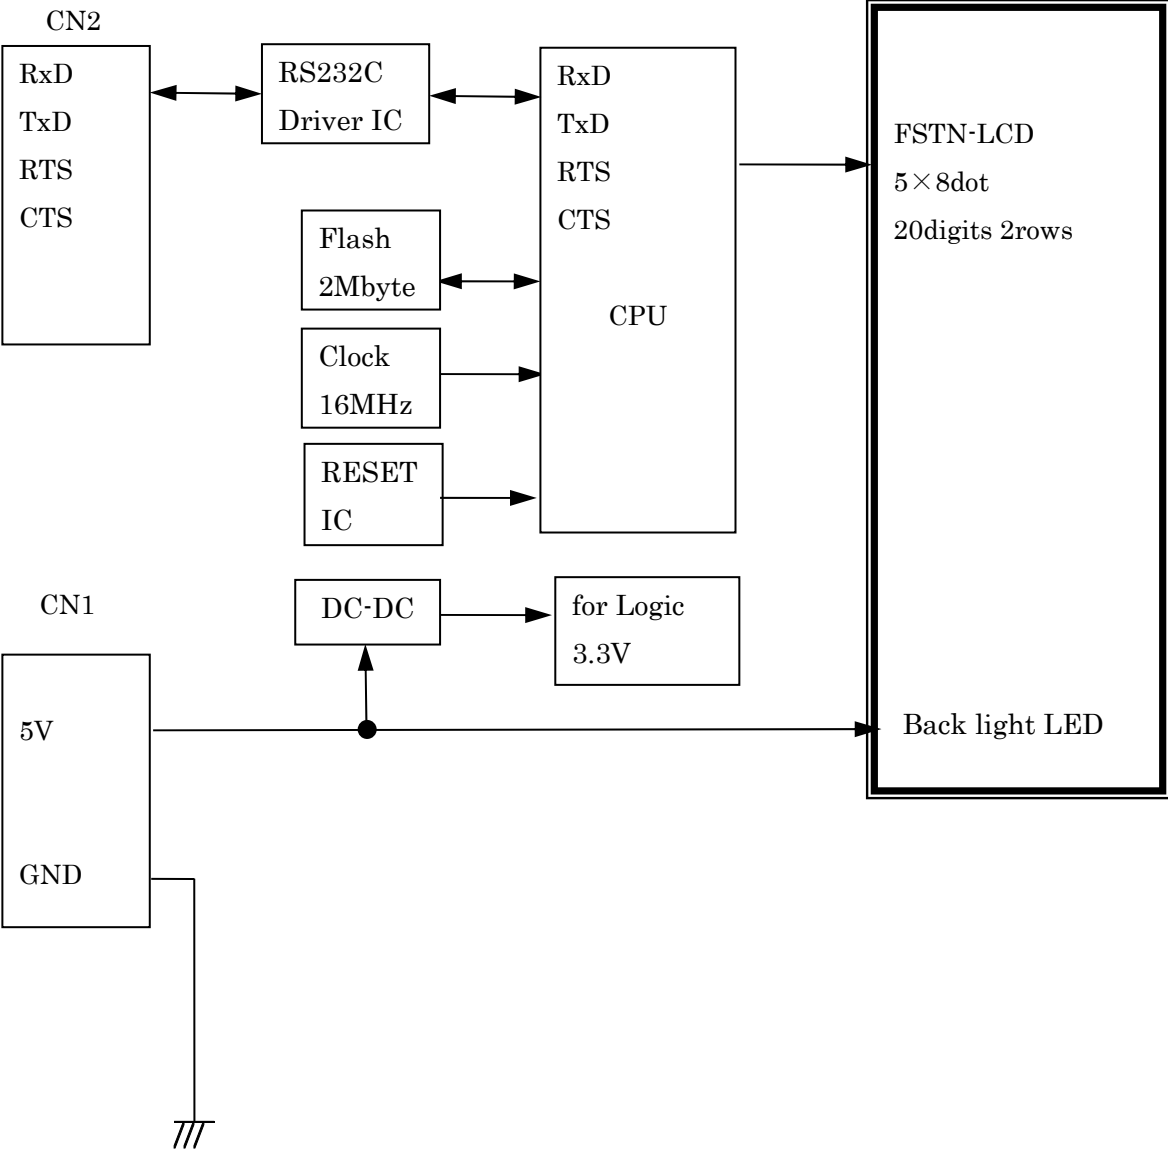 CN2
RxD
TxD
RTS
CTS
RS232C
Driver IC
RxD
TxD
RTS
CTS
CPU
FSTN-LCD
5×8dot
20digits 2rows
Flash
2Mbyte
Clock
16MHz
RESET
IC
CN1
DC-DC
for Logic
3.3V
5V
Back light LED
GND